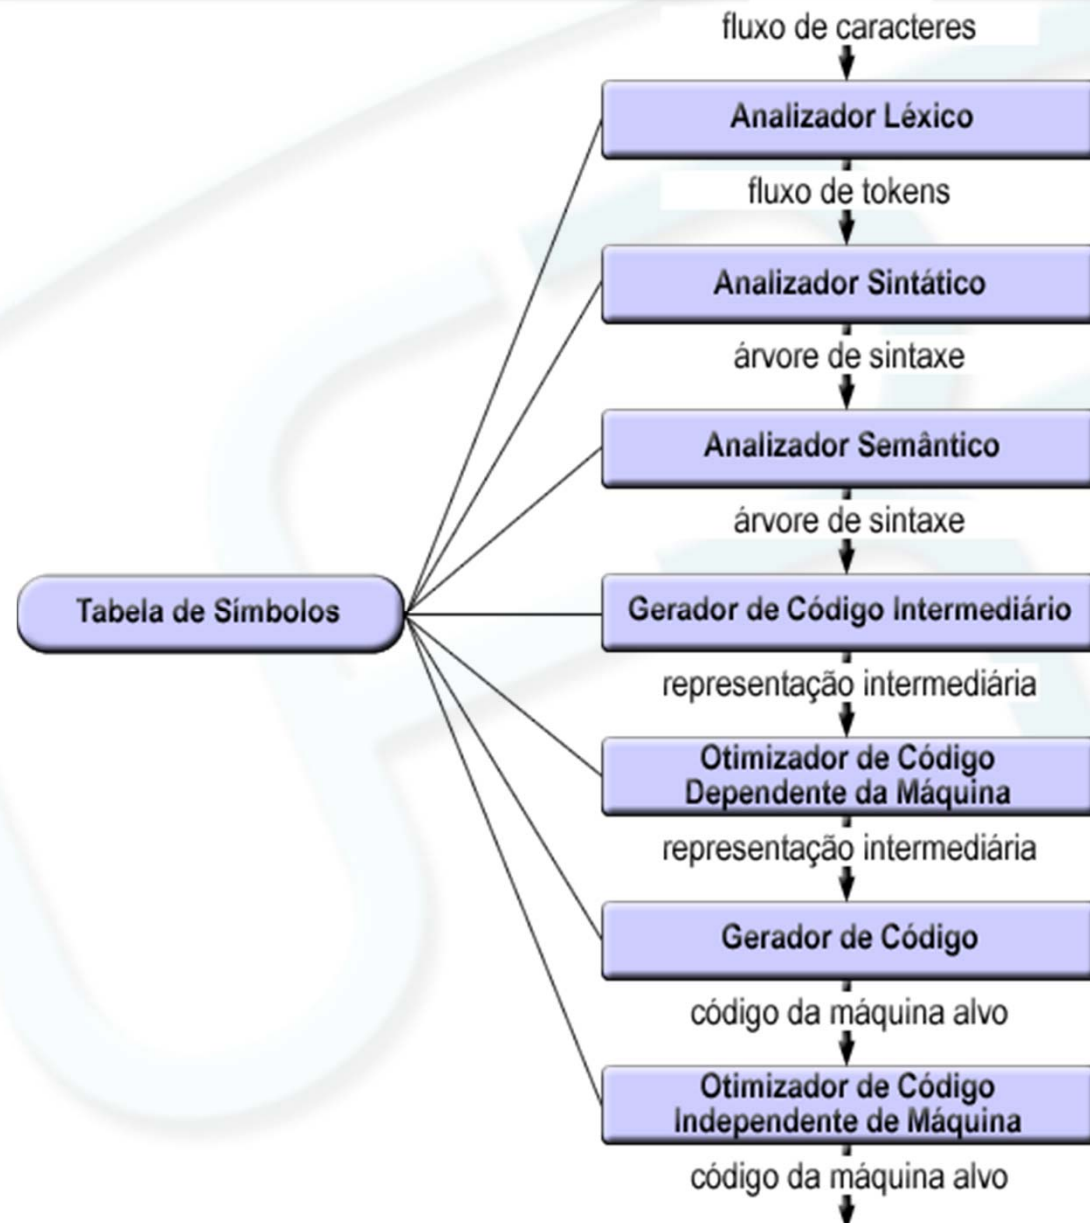 fluxo de caracteres
Analizador Léxico
fluxo de tokens
Analizador Sintático
árvore de sintaxe
Analizador Semântico
árvore de sintaxe
Tabela de Símbolos
Gerador de Código Intermediário
representação intermediária
Otimizador de Código
Dependente da Máquina
representação intermediária
Gerador de Código
código da máquina alvo
Otimizador de Código
Independente de Máquina
código da máquina alvo